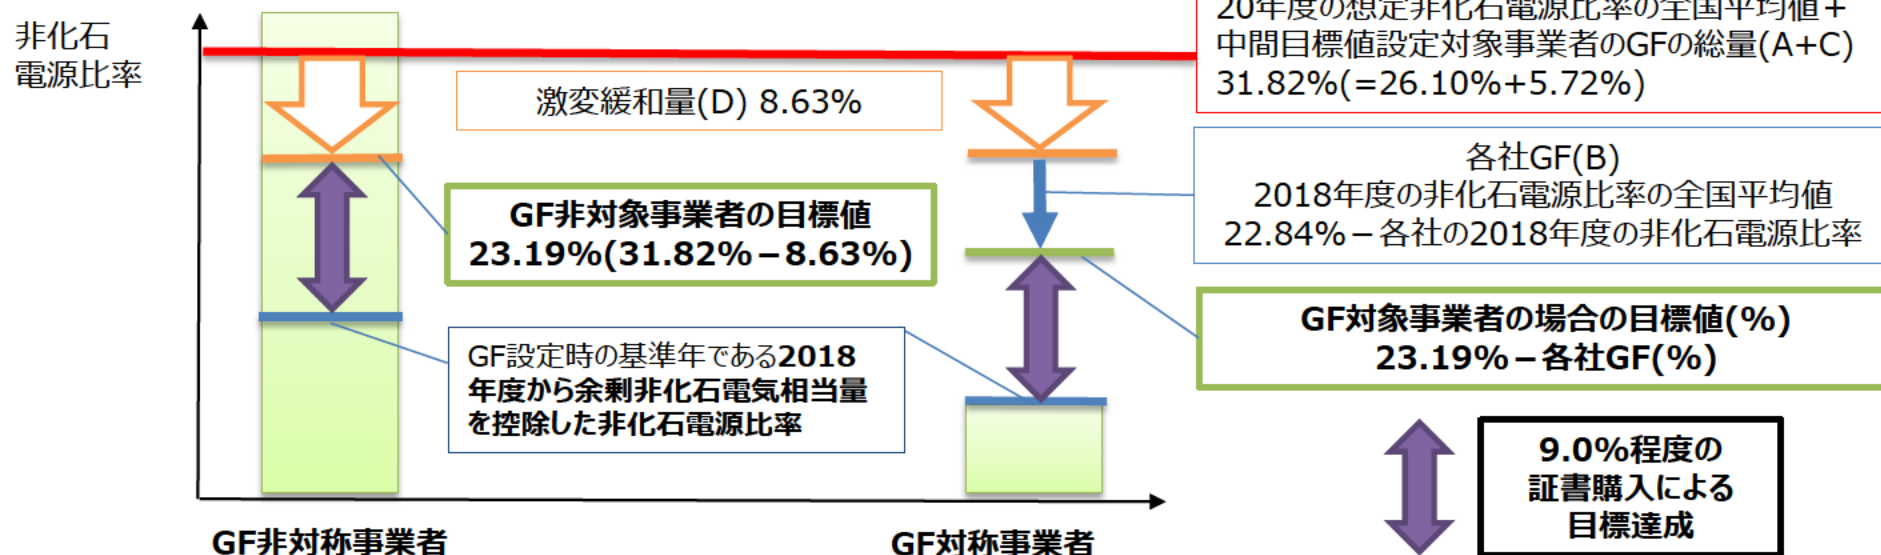 非化石
電源比率
20年度の想定非化石電源比率の全国平均値+
中間目標値設定対象事業者のGFの総量(A+C)
31.82%(=26.10%+5.72%)
激変緩和量(D) 8.63%
各社GF(B)
2018年度の非化石電源比率の全国平均値
22.84%-各社の2018年度の非化石電源比率
GF非対象事業者の目標値
23.19%(31.82%-8.63%)
GF対象事業者の場合の目標値(%)
23.19%-各社GF(%)
GF設定時の基準年である2018
年度から余剰非化石電気相当量
を控除した非化石電源比率
9.0%程度の
証書購入による
目標達成
GF非対称事業者
GF対称事業者